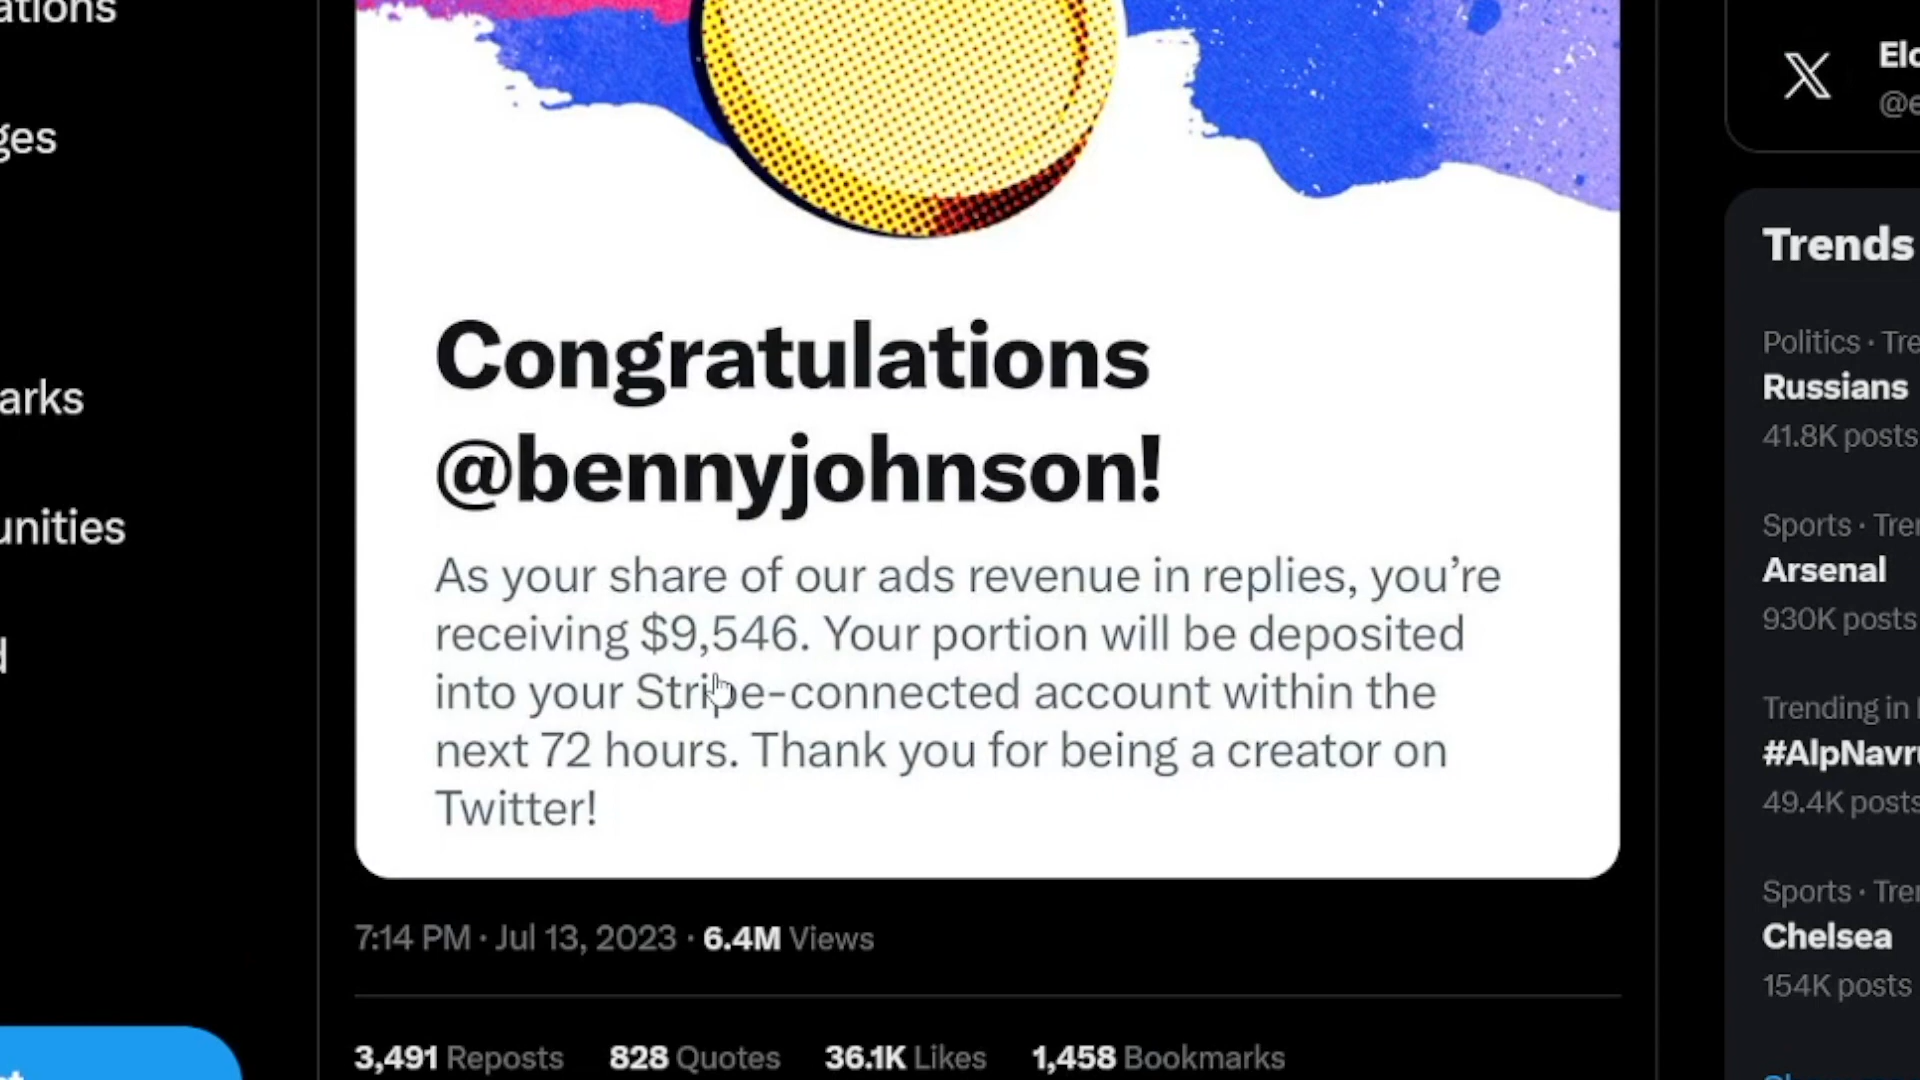 Congratulations
@bennyjohnson!
As your share of our ads revenue in replies, you're
receiving $9,546. Your portion will be deposited
into your Stripe-connected account within the
next 72 hours. Thank you for being a creator on
Twitter!
7:14 PM · Jul 13, 2023 · 6.4M Views
3,491 Reposts 828 Quotes 36.1K Likes 1,458 Bookmarks
ations
ges
arks
unities
d
Elo
@e
Trends
Politics · Tre
Russians
41.8K posts
Sports · Tren
Arsenal
930K posts
Trending in
#AlpNavru
49.4K posts
Sports · Tren
Chelsea
154K posts